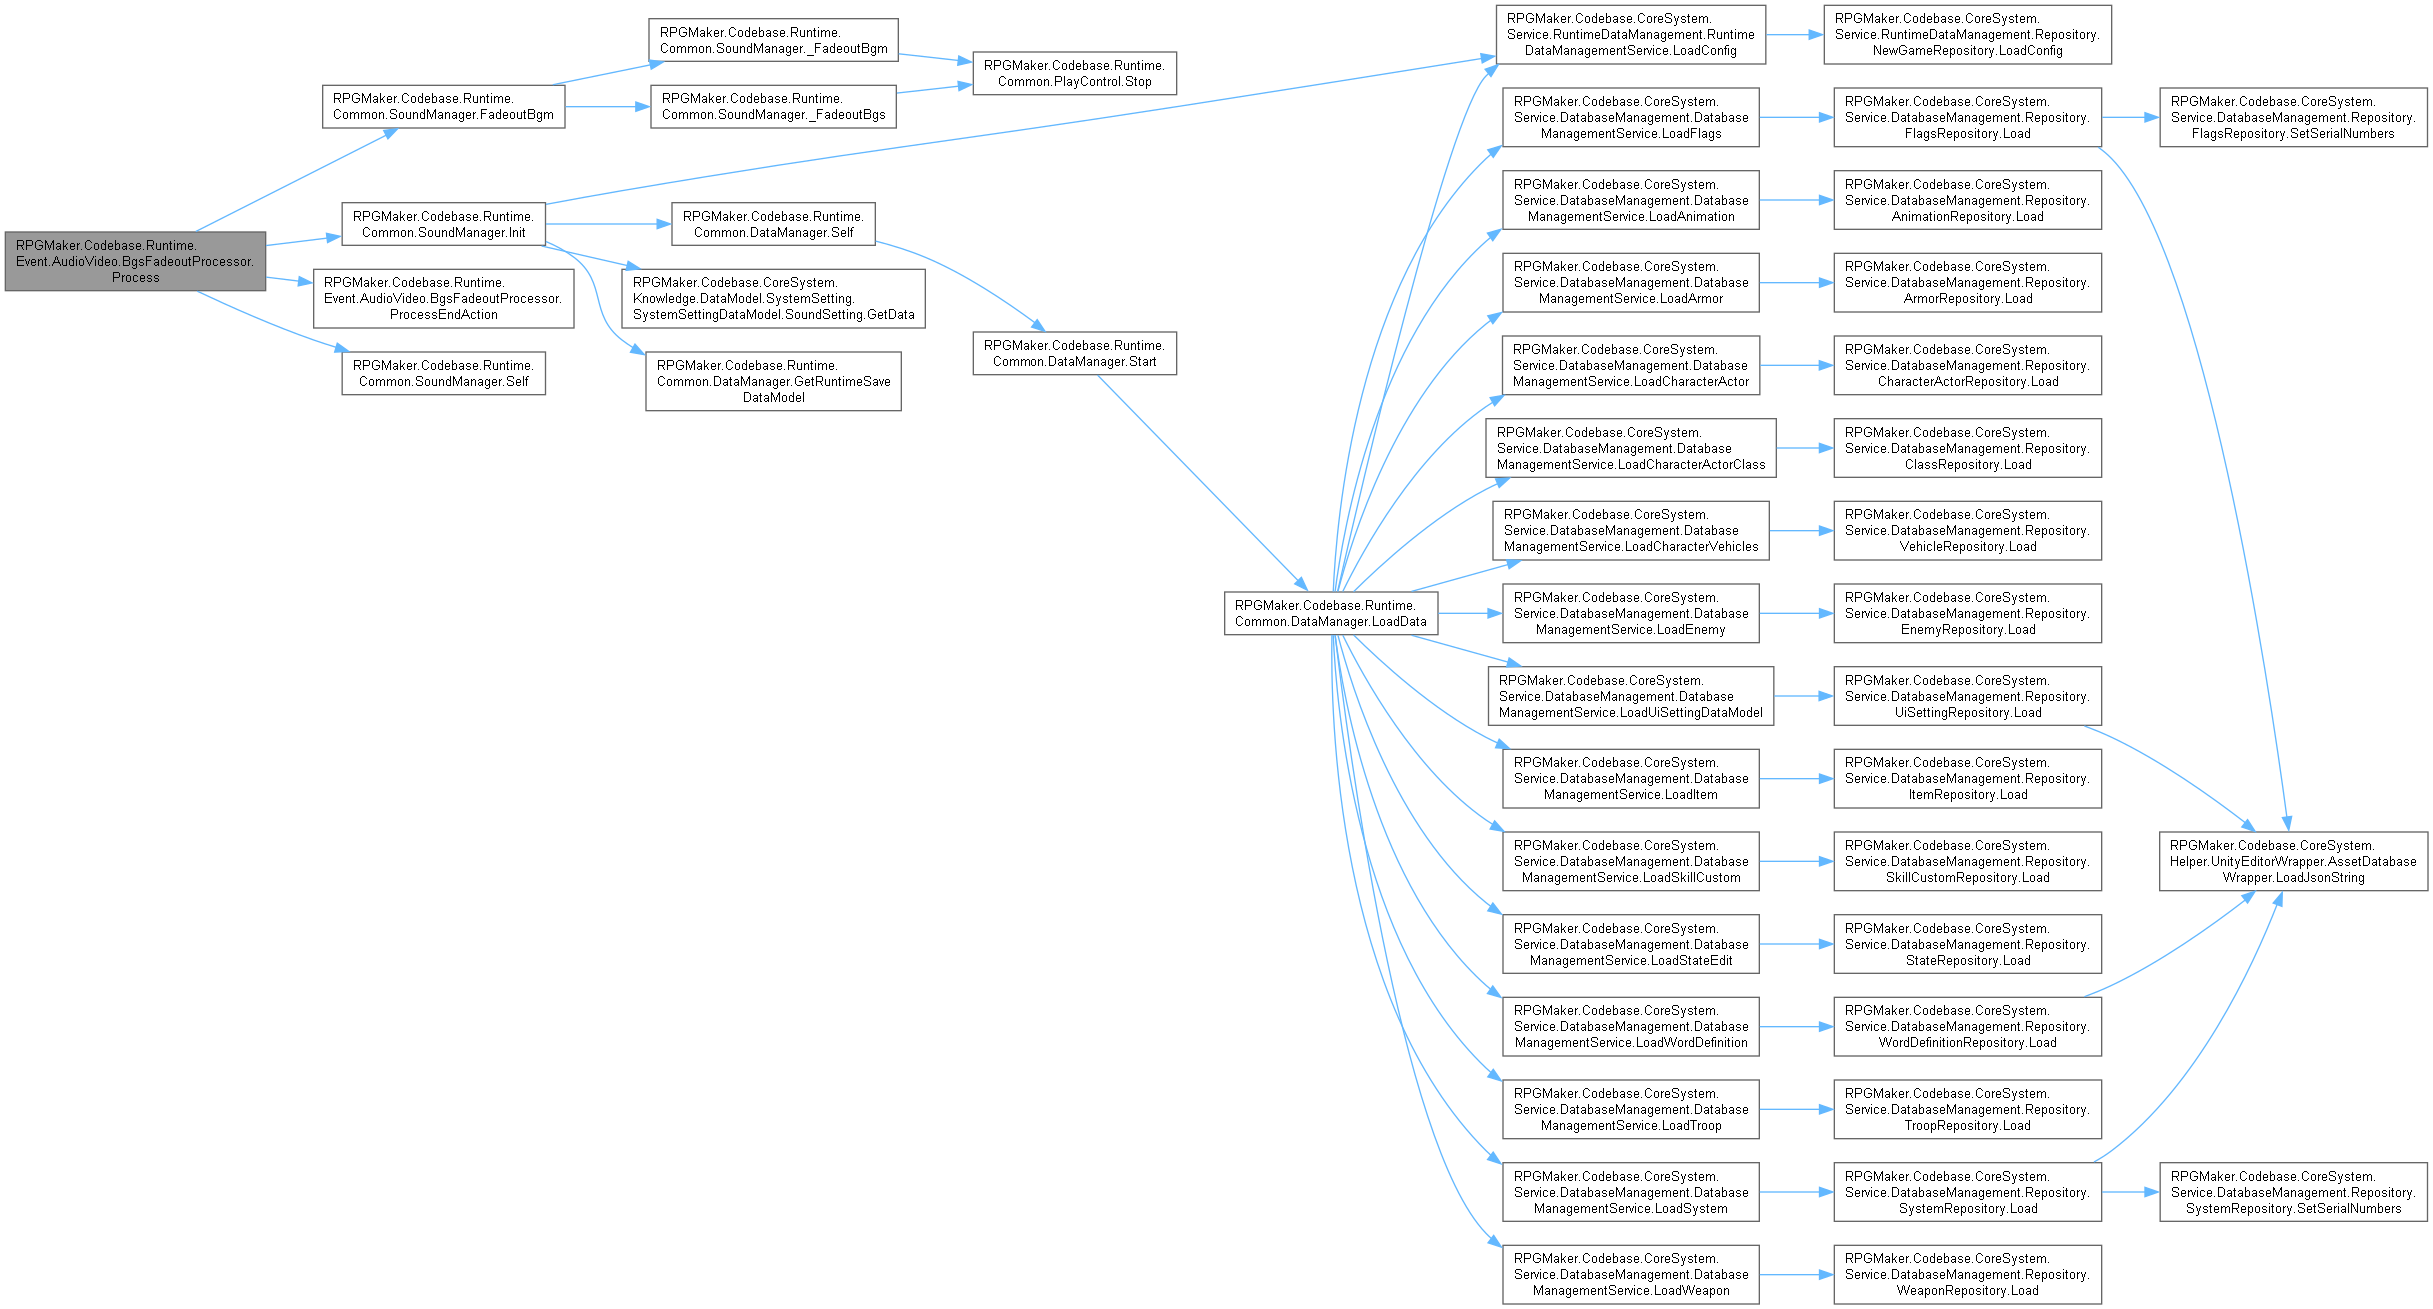 RPGMaker.Codebase.Runtime.
Event.AudioVideo.BgsFadeoutProcessor.
Process
RPGMaker.Codebase.Runtime.
Common.SoundManager.FadeoutBgm
RPGMaker.Codebase.Runtime.
Common.SoundManager.Init
RPGMaker.Codebase.Runtime.
Event.AudioVideo.BgsFadeoutProcessor.
ProcessEndAction
RPGMaker.Codebase.Runtime.
Common.SoundManager.Self
RPGMaker.Codebase.Runtime.
Common.SoundManager._FadeoutBgm
RPGMaker.Codebase.Runtime.
Common.SoundManager._FadeoutBgs
RPGMaker.Codebase.Runtime.
Common.DataManager.Self
RPGMaker.Codebase.CoreSystem.
Knowledge.DataModel.SystemSetting.
SystemSettingDataModel.SoundSetting.GetData
RPGMaker.Codebase.Runtime.
Common.DataManager.GetRuntimeSave
DataModel
RPGMaker.Codebase.Runtime.
Common.PlayControl.Stop
RPGMaker.Codebase.Runtime.
Common.DataManager.Start
RPGMaker.Codebase.Runtime.
Common.DataManager.LoadData
RPGMaker.Codebase.CoreSystem.
Service.RuntimeDataManagement.Runtime
DataManagementService.LoadConfig
RPGMaker.Codebase.CoreSystem.
Service.DatabaseManagement.Database
ManagementService.LoadFlags
RPGMaker.Codebase.CoreSystem.
Service.DatabaseManagement.Database
ManagementService.LoadAnimation
RPGMaker.Codebase.CoreSystem.
Service.DatabaseManagement.Database
ManagementService.LoadArmor
RPGMaker.Codebase.CoreSystem.
Service.DatabaseManagement.Database
ManagementService.LoadCharacterActor
RPGMaker.Codebase.CoreSystem.
Service.DatabaseManagement.Database
ManagementService.LoadCharacterActorClass
RPGMaker.Codebase.CoreSystem.
Service.DatabaseManagement.Database
ManagementService.LoadCharacterVehicles
RPGMaker.Codebase.CoreSystem.
Service.DatabaseManagement.Database
ManagementService.LoadEnemy
RPGMaker.Codebase.CoreSystem.
Service.DatabaseManagement.Database
ManagementService.LoadUiSettingDataModel
RPGMaker.Codebase.CoreSystem.
Service.DatabaseManagement.Database
ManagementService.LoadItem
RPGMaker.Codebase.CoreSystem.
Service.DatabaseManagement.Database
ManagementService.LoadSkillCustom
RPGMaker.Codebase.CoreSystem.
Service.DatabaseManagement.Database
ManagementService.LoadStateEdit
RPGMaker.Codebase.CoreSystem.
Service.DatabaseManagement.Database
ManagementService.LoadWordDefinition
RPGMaker.Codebase.CoreSystem.
Service.DatabaseManagement.Database
ManagementService.LoadTroop
RPGMaker.Codebase.CoreSystem.
Service.DatabaseManagement.Database
ManagementService.LoadSystem
RPGMaker.Codebase.CoreSystem.
Service.DatabaseManagement.Database
ManagementService.LoadWeapon
RPGMaker.Codebase.CoreSystem.
Service.RuntimeDataManagement.Repository.
NewGameRepository.LoadConfig
RPGMaker.Codebase.CoreSystem.
Service.DatabaseManagement.Repository.
FlagsRepository.Load
RPGMaker.Codebase.CoreSystem.
Service.DatabaseManagement.Repository.
AnimationRepository.Load
RPGMaker.Codebase.CoreSystem.
Service.DatabaseManagement.Repository.
ArmorRepository.Load
RPGMaker.Codebase.CoreSystem.
Service.DatabaseManagement.Repository.
CharacterActorRepository.Load
RPGMaker.Codebase.CoreSystem.
Service.DatabaseManagement.Repository.
ClassRepository.Load
RPGMaker.Codebase.CoreSystem.
Service.DatabaseManagement.Repository.
VehicleRepository.Load
RPGMaker.Codebase.CoreSystem.
Service.DatabaseManagement.Repository.
EnemyRepository.Load
RPGMaker.Codebase.CoreSystem.
Service.DatabaseManagement.Repository.
UiSettingRepository.Load
RPGMaker.Codebase.CoreSystem.
Service.DatabaseManagement.Repository.
ItemRepository.Load
RPGMaker.Codebase.CoreSystem.
Service.DatabaseManagement.Repository.
SkillCustomRepository.Load
RPGMaker.Codebase.CoreSystem.
Service.DatabaseManagement.Repository.
StateRepository.Load
RPGMaker.Codebase.CoreSystem.
Service.DatabaseManagement.Repository.
WordDefinitionRepository.Load
RPGMaker.Codebase.CoreSystem.
Service.DatabaseManagement.Repository.
TroopRepository.Load
RPGMaker.Codebase.CoreSystem.
Service.DatabaseManagement.Repository.
SystemRepository.Load
RPGMaker.Codebase.CoreSystem.
Service.DatabaseManagement.Repository.
WeaponRepository.Load
RPGMaker.Codebase.CoreSystem.
Service.DatabaseManagement.Repository.
FlagsRepository.SetSerialNumbers
RPGMaker.Codebase.CoreSystem.
Helper.UnityEditorWrapper.AssetDatabase
Wrapper.LoadJsonString
RPGMaker.Codebase.CoreSystem.
Service.DatabaseManagement.Repository.
SystemRepository.SetSerialNumbers